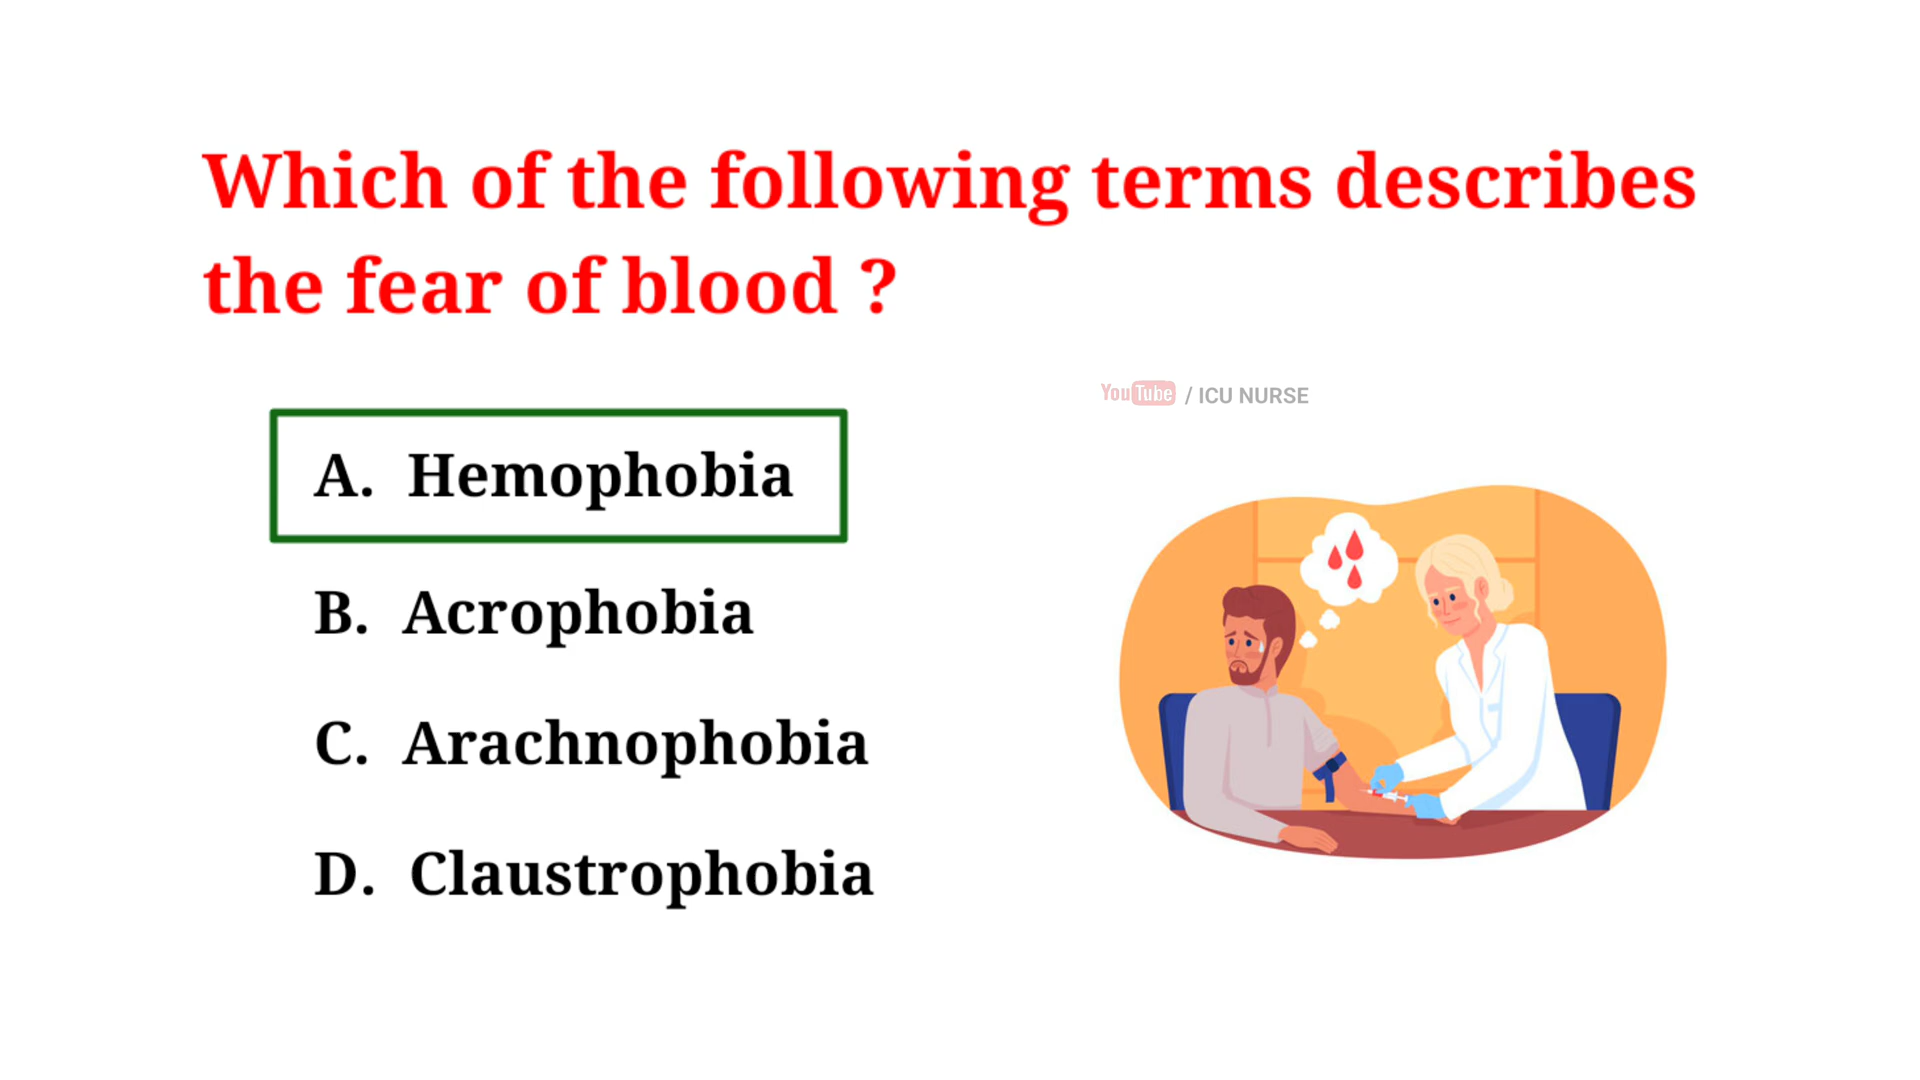 Which of the following terms describes
the fear of blood ?
YouTube / ICU NURSE
A. Hemophobia
B. Acrophobia
C. Arachnophobia
D. Claustrophobia